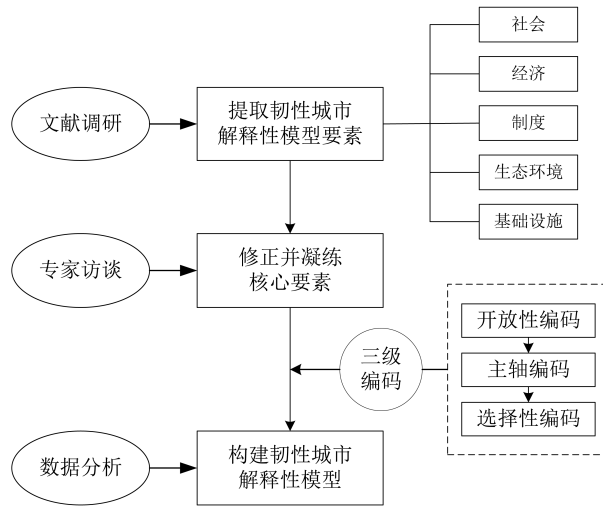 社会
经济
制度
生态环境
基础设施
文献调研
提取韧性城市
解释性模型要素
专家访谈
修正并凝练
核心要素
三级
编码
开放性编码
主轴编码
选择性编码
数据分析
构建韧性城市
解释性模型